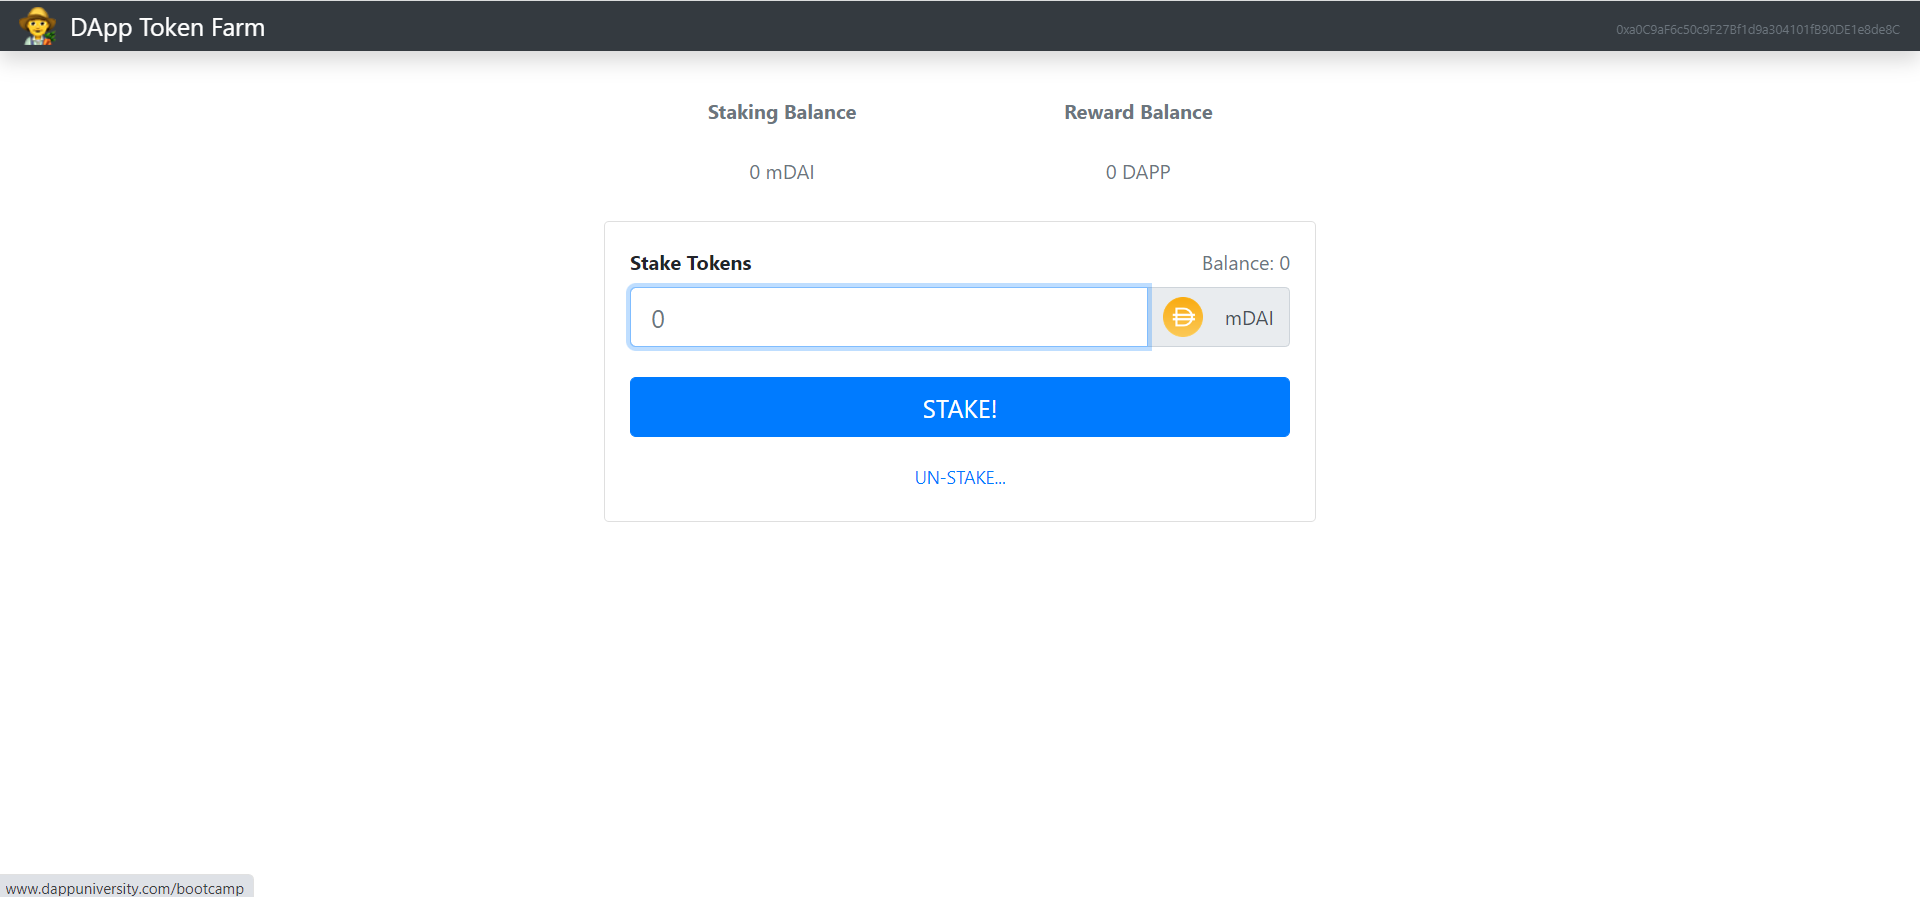 DApp Token Farm
0xa0C9aF6c50c9F27Bf1d9a304101fB90DE1e8de8C
Staking Balance
Reward Balance
0 mDAI
0 DAPP
Stake Tokens
Balance: 0
0
mDAI
STAKE!
UN-STAKE...
www.dappuniversity.com/bootcamp